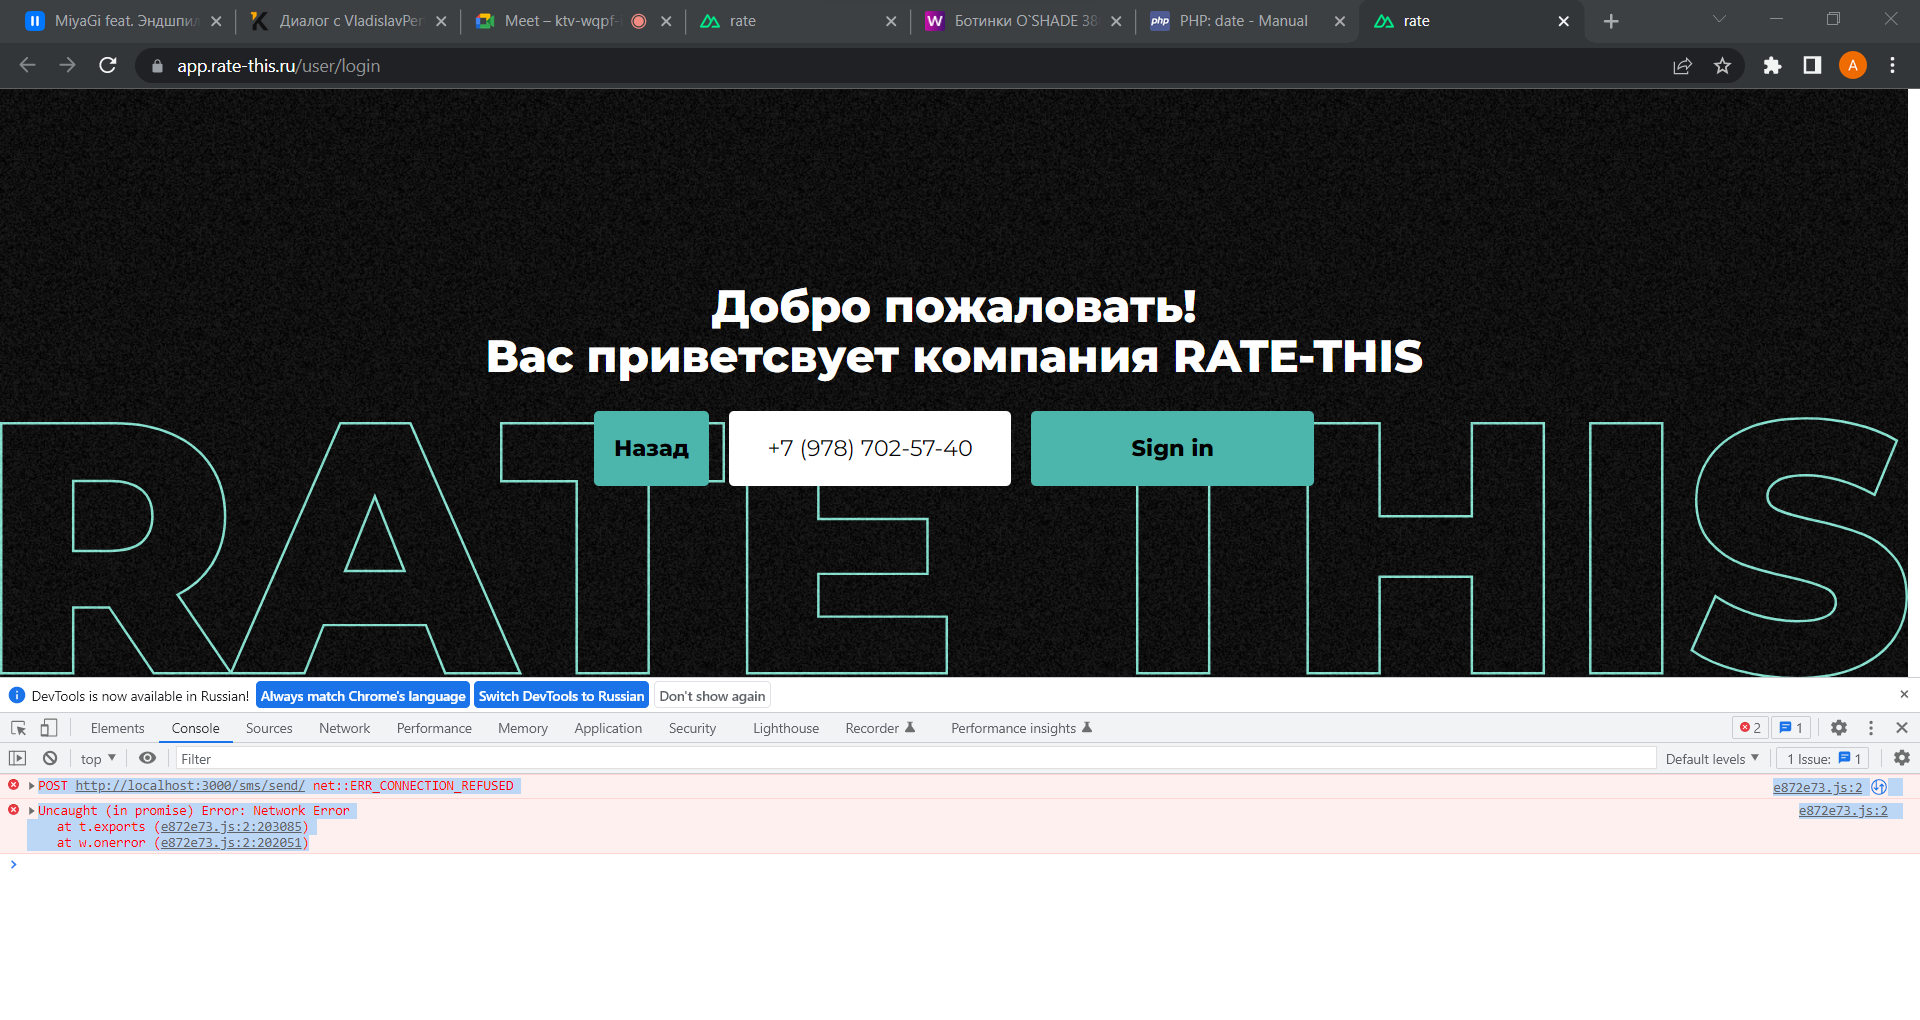 MiyaGi feat. Эндшпил
Диалог с VladislavPer
Meet – ktv-wqpf-
rate
Ботинки O`SHADE 38
PHP: date - Manual
rate
app.rate-this.ru/user/login
A
Добро пожаловать!
Вас приветсвует компания RATE-THIS
Назад
+7 (978) 702-57-40
Sign in
RATE THIS
DevTools is now available in Russian!
Always match Chrome's language
Switch DevTools to Russian
Don't show again
Elements
Console
Sources
Network
Performance
Memory
Application
Security
Lighthouse
Recorder
Performance insights
2
1
top
Filter
Default levels
1 Issue:
1
POST http://localhost:3000/sms/send/ net::ERR_CONNECTION_REFUSED
e872e73.js:2
Uncaught (in promise) Error: Network Error
e872e73.js:2
at t.exports (e872e73.js:2:203085)
at w.onerror (e872e73.js:2:202051)